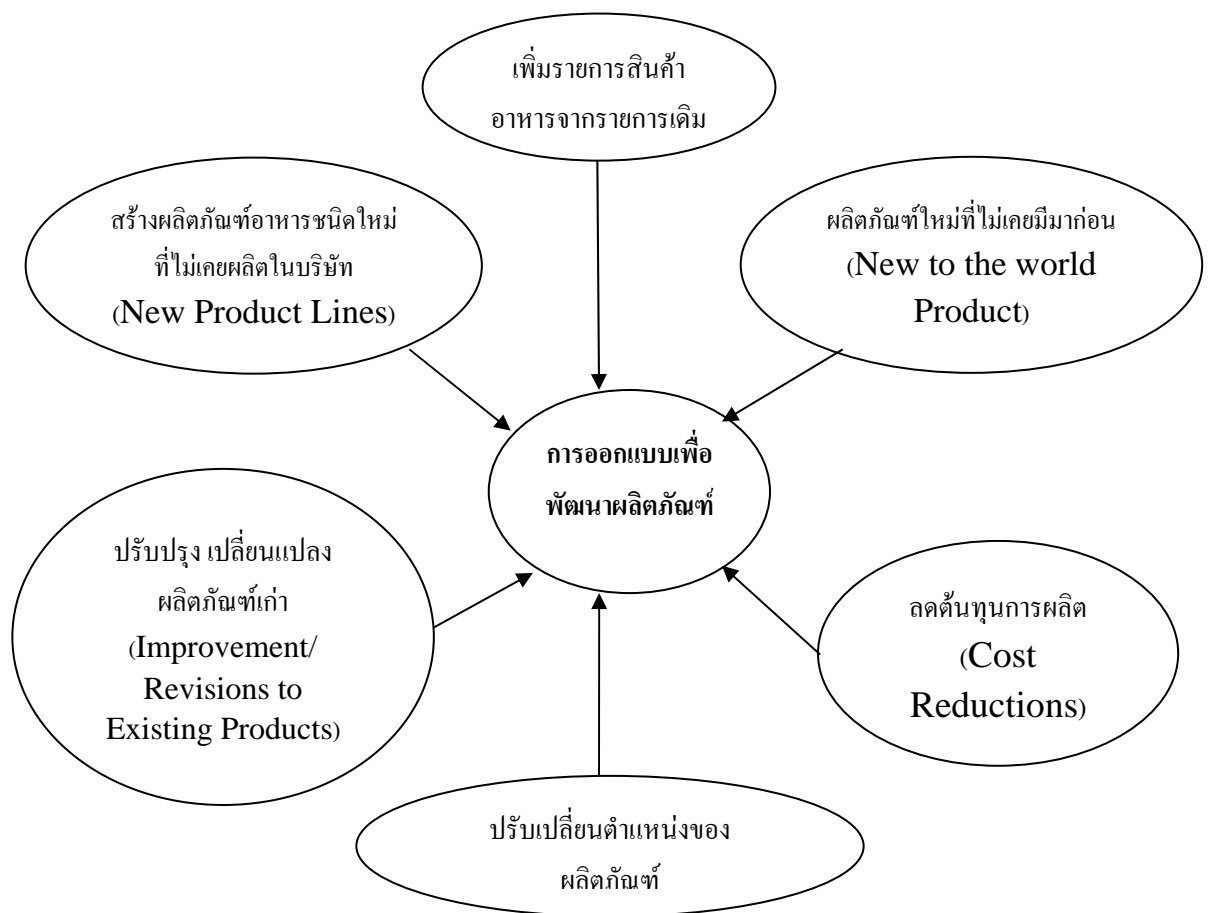 เพิ่มรายการสินค้า
อาหารจากรายการเดิม
สร้างผลิตภัณฑ์อาหารชนิดใหม่
ที่ไม่เคยผลิตในบริษัท
(New Product Lines)
ผลิตภัณฑ์ใหม่ที่ไม่เคยมีมาก่อน
(New to the world
Product)
การออกแบบเพื่อ
พัฒนาผลิตภัณฑ์
ปรับปรุง เปลี่ยนแปลง
ผลิตภัณฑ์เก่า
(Improvement/
Revisions to
Existing Products)
ลดต้นทุนการผลิต
(Cost
Reductions)
ปรับเปลี่ยนตำแหน่งของ
ผลิตภัณฑ์